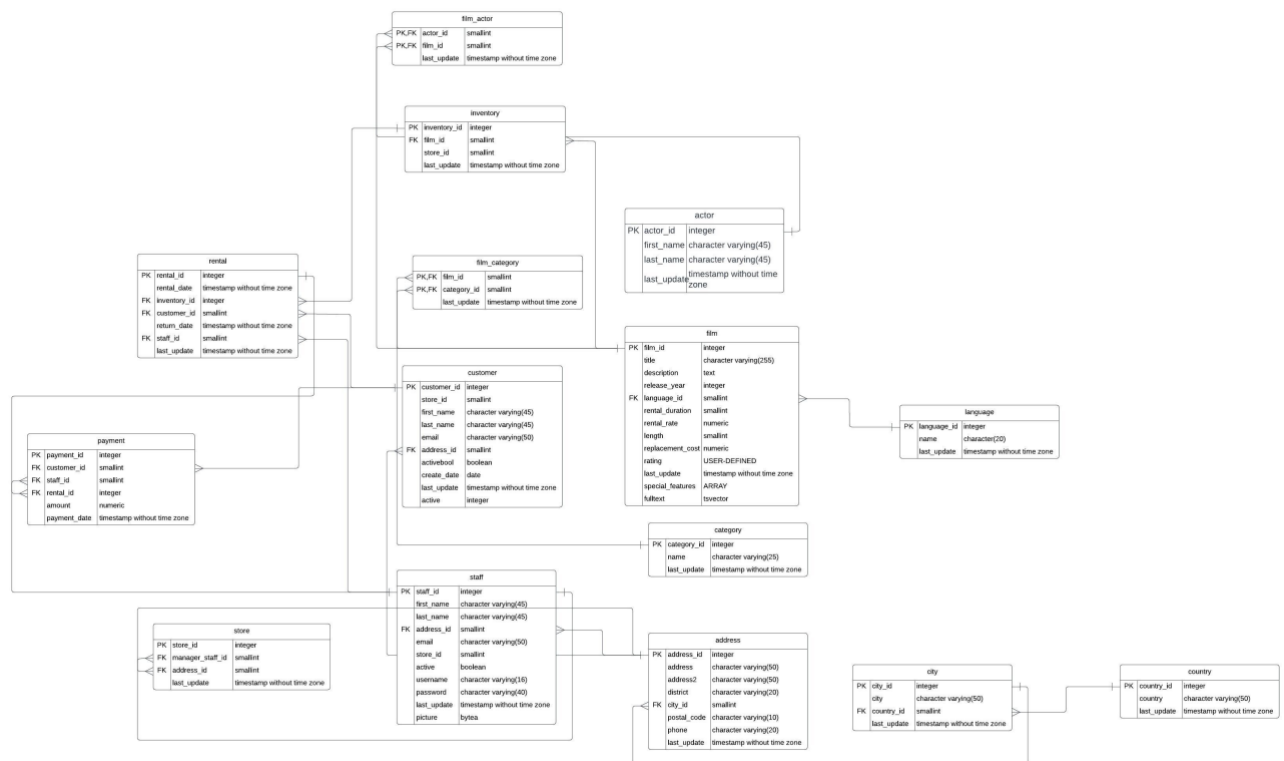 film_actor
PK,FK actor_id smallint
PK,FK film_id smallint
last_update timestamp without time zone
inventory
PK inventory_id integer
FK film_id smallint
store_id smallint
last_update timestamp without time zone
actor
PK actor_id integer
first_name character varying(45)
last_name character varying(45)
last_update timestamp without time
zone
rental
PK rental_id integer
rental_date timestamp without time zone
FK inventory_id integer
FK customer_id smallint
return_date timestamp without time zone
FK staff_id smallint
last_update timestamp without time zone
film_category
PK,FK film_id smallint
PK,FK category_id smallint
last_update timestamp without time zone
film
PK film_id integer
title character varying(255)
description text
release_year integer
FK language_id smallint
rental_duration smallint
rental_rate numeric
length smallint
replacement_cost numeric
rating USER-DEFINED
last_update timestamp without time zone
special_features ARRAY
fulltext tsvector
customer
PK customer_id integer
store_id smallint
first_name character varying(45)
last_name character varying(45)
email character varying(50)
FK address_id smallint
activebool boolean
create_date date
last_update timestamp without time zone
active integer
language
PK language_id integer
name character(20)
last_update timestamp without time zone
payment
PK payment_id integer
FK customer_id smallint
FK staff_id smallint
FK rental_id integer
amount numeric
payment_date timestamp without time zone
category
PK category_id integer
name character varying(25)
last_update timestamp without time zone
staff
PK staff_id integer
first_name character varying(45)
last_name character varying(45)
FK address_id smallint
email character varying(50)
store_id smallint
active boolean
username character varying(16)
password character varying(40)
last_update timestamp without time zone
picture bytea
store
PK store_id integer
FK manager_staff_id smallint
FK address_id smallint
last_update timestamp without time zone
address
PK address_id integer
address character varying(50)
address2 character varying(50)
district character varying(20)
FK city_id smallint
postal_code character varying(10)
phone character varying(20)
last_update timestamp without time zone
city
PK city_id integer
city character varying(50)
FK country_id smallint
last_update timestamp without time zone
country
PK country_id integer
country character varying(50)
last_update timestamp without time zone